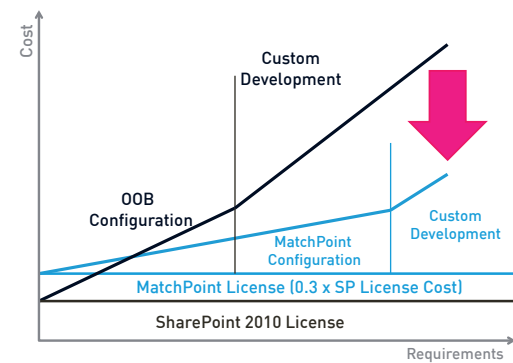 Cost
Custom
Development
OOB
Configuration
MatchPoint
Configuration
Custom
Development
MatchPoint License (0.3 x SP License Cost)
SharePoint 2010 License
Requirements